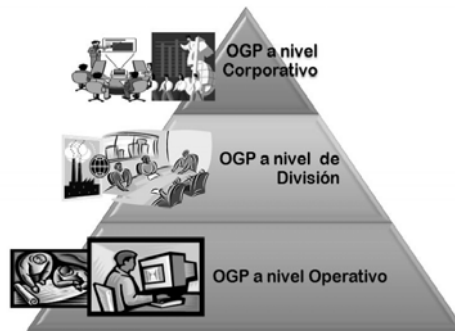 OGP a nivel
Corporativo
OGP a nivel de
División
OGP a nivel Operativo